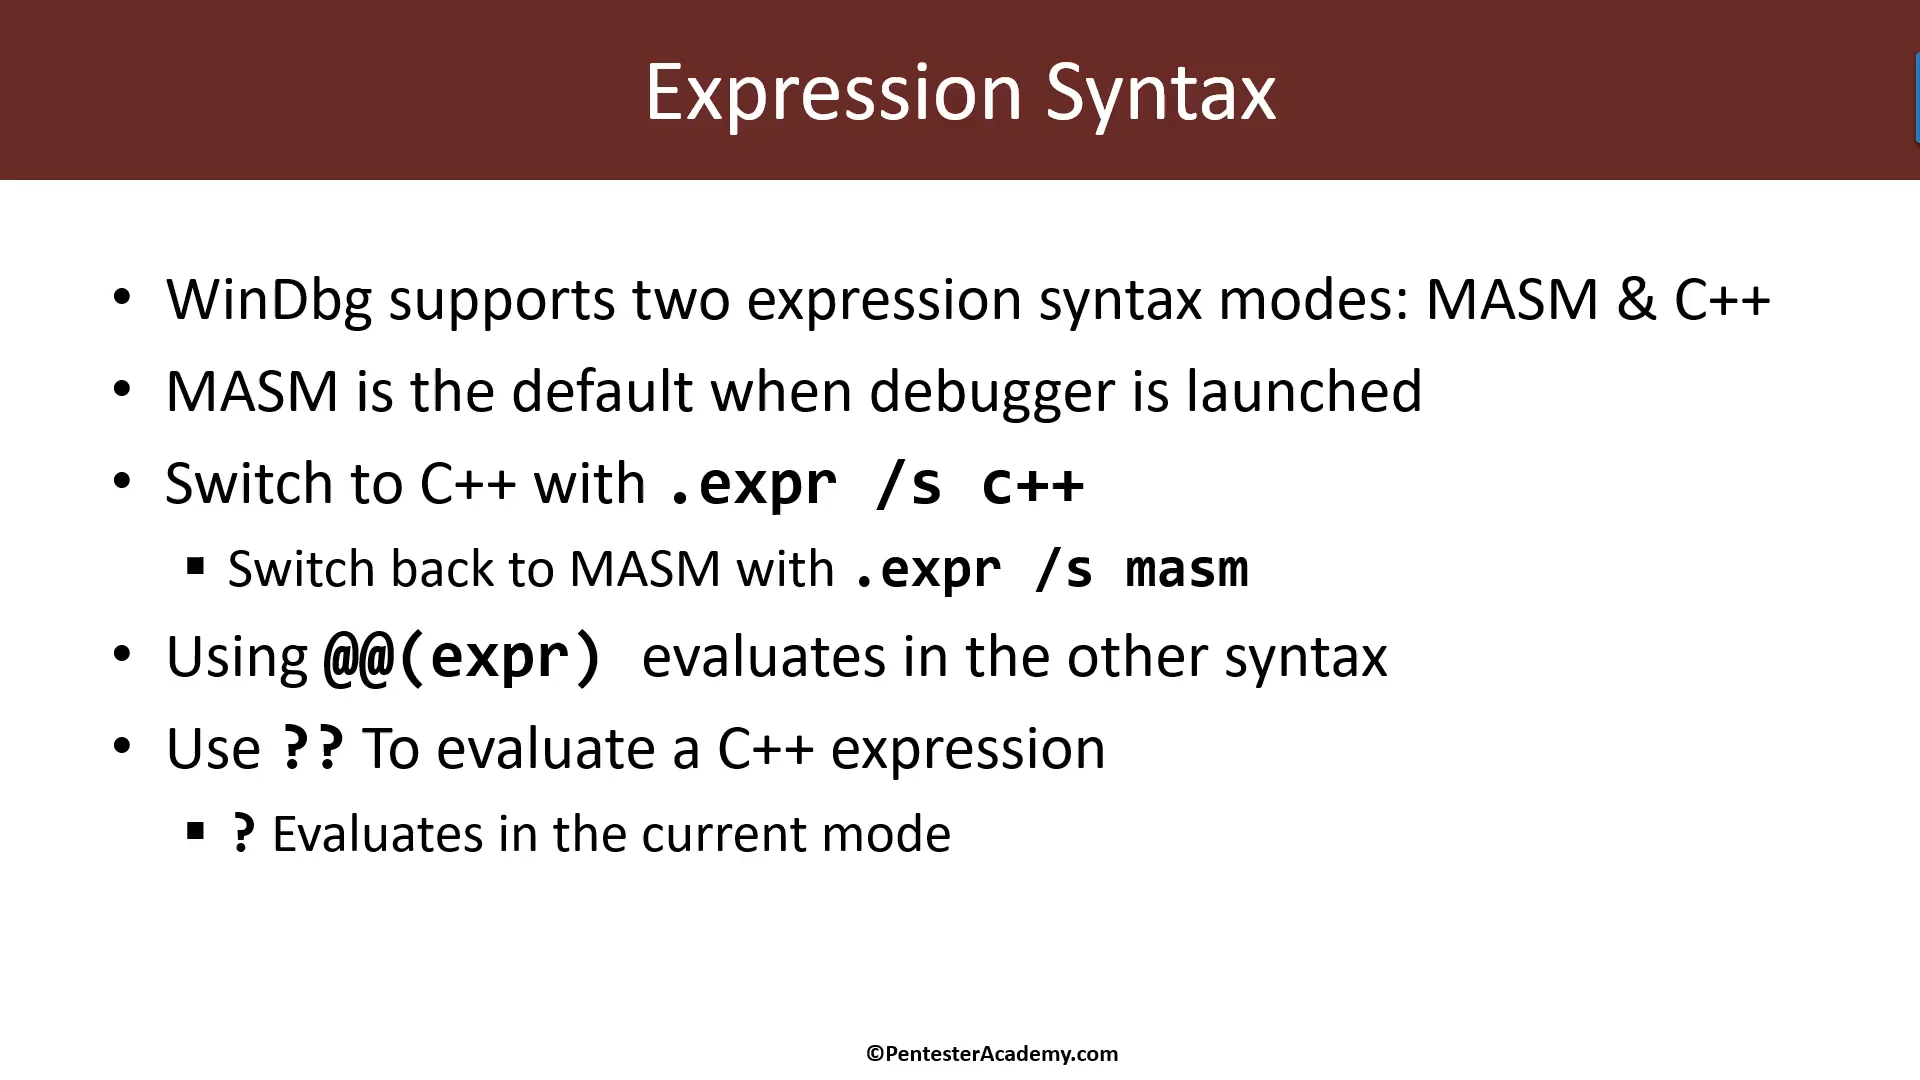 Expression Syntax
• WinDbg supports two expression syntax modes: MASM & C++
• MASM is the default when debugger is launched
• Switch to C++ with .expr /s c++
▪ Switch back to MASM with .expr /s masm
• Using @@(expr) evaluates in the other syntax
• Use ?? To evaluate a C++ expression
▪ ? Evaluates in the current mode
©PentesterAcademy.com